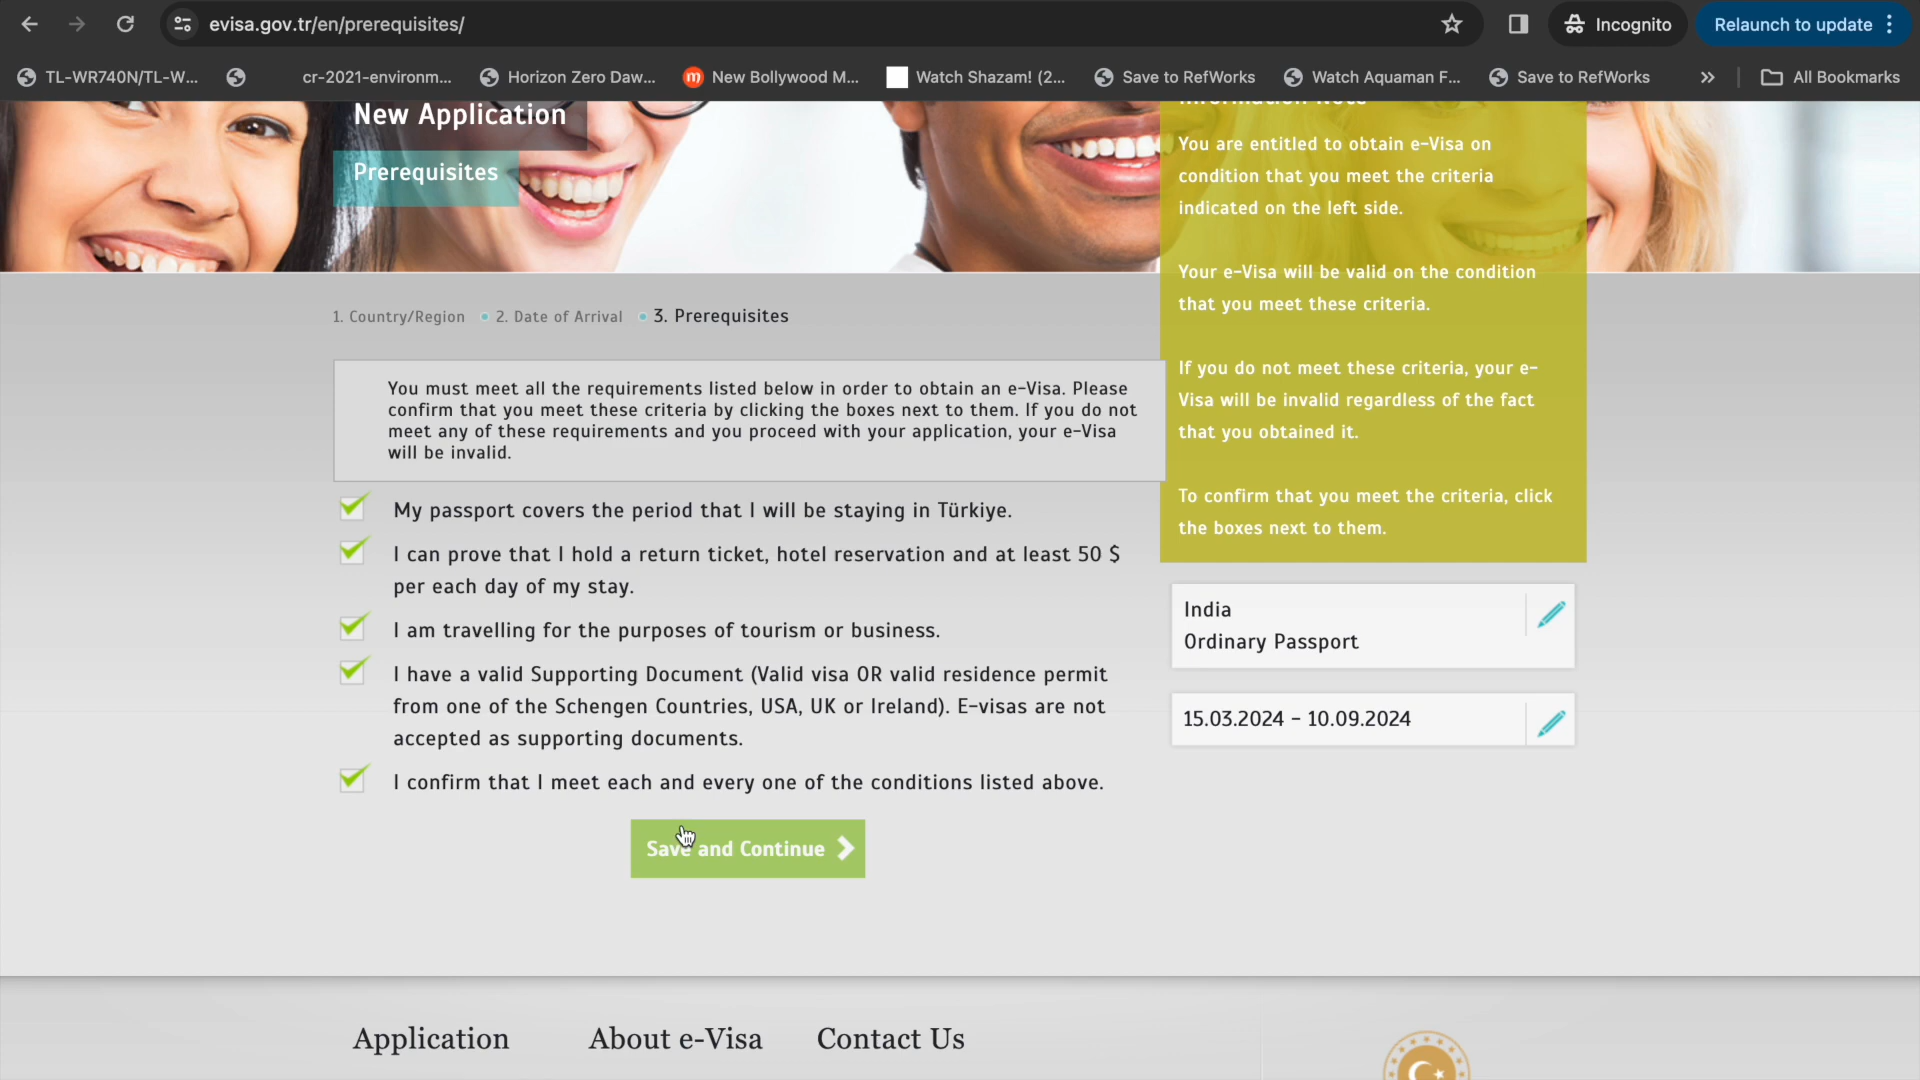 evisa.gov.tr/en/prerequisites/
Incognito
Relaunch to update
TL-WR740N/TL-W...
cr-2021-environm...
Horizon Zero Daw...
New Bollywood M...
Watch Shazam! (2...
Save to RefWorks
Watch Aquaman F...
Save to RefWorks
All Bookmarks
New Application
Prerequisites
Information Note
You are entitled to obtain e-Visa on
condition that you meet the criteria
indicated on the left side.
Your e-Visa will be valid on the condition
that you meet these criteria.
If you do not meet these criteria, your e-
Visa will be invalid regardless of the fact
that you obtained it.
To confirm that you meet the criteria, click
the boxes next to them.
1. Country/Region
2. Date of Arrival
3. Prerequisites
You must meet all the requirements listed below in order to obtain an e-Visa. Please
confirm that you meet these criteria by clicking the boxes next to them. If you do not
meet any of these requirements and you proceed with your application, your e-Visa
will be invalid.
My passport covers the period that I will be staying in Türkiye.
I can prove that I hold a return ticket, hotel reservation and at least 50 $
per each day of my stay.
I am travelling for the purposes of tourism or business.
I have a valid Supporting Document (Valid visa OR valid residence permit
from one of the Schengen Countries, USA, UK or Ireland). E-visas are not
accepted as supporting documents.
I confirm that I meet each and every one of the conditions listed above.
Save and Continue
India
Ordinary Passport
15.03.2024 - 10.09.2024
Application
About e-Visa
Contact Us